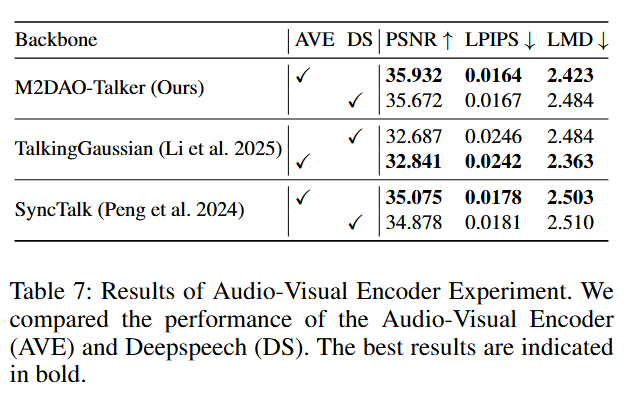 Backbone AVE DS PSNR ↑ LPIPS ↓ LMD ↓
M2DAO-Talker (Ours)
✓ 35.932 0.0164 2.423
✓ 35.672 0.0167 2.484
TalkingGaussian (Li et al. 2025)
✓ 32.687 0.0246 2.484
✓ 32.841 0.0242 2.363
SyncTalk (Peng et al. 2024)
✓ 35.075 0.0178 2.503
✓ 34.878 0.0181 2.510
Table 7: Results of Audio-Visual Encoder Experiment. We
compared the performance of the Audio-Visual Encoder
(AVE) and Deepspeech (DS). The best results are indicated
in bold.